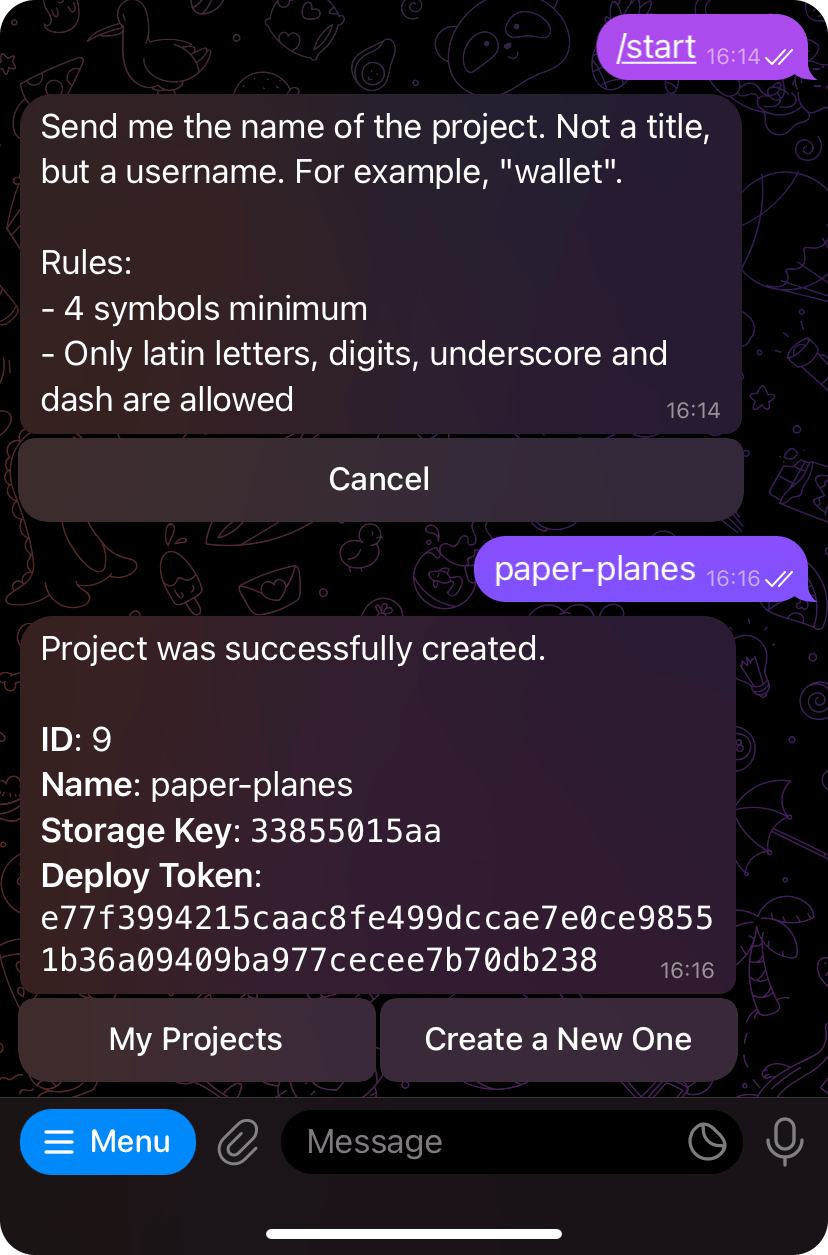 /start 16:14
Send me the name of the project. Not a title,
but a username. For example, "wallet".
Rules:
- 4 symbols minimum
- Only latin letters, digits, underscore and
dash are allowed
16:14
Cancel
paper-planes 16:16
Project was successfully created.
ID: 9
Name: paper-planes
Storage Key: 33855015aa
Deploy Token:
e77f3994215caac8fe499dccae7e0ce9855
1b36a09409ba977cecee7b70db238
16:16
My Projects
Create a New One
Menu
Message